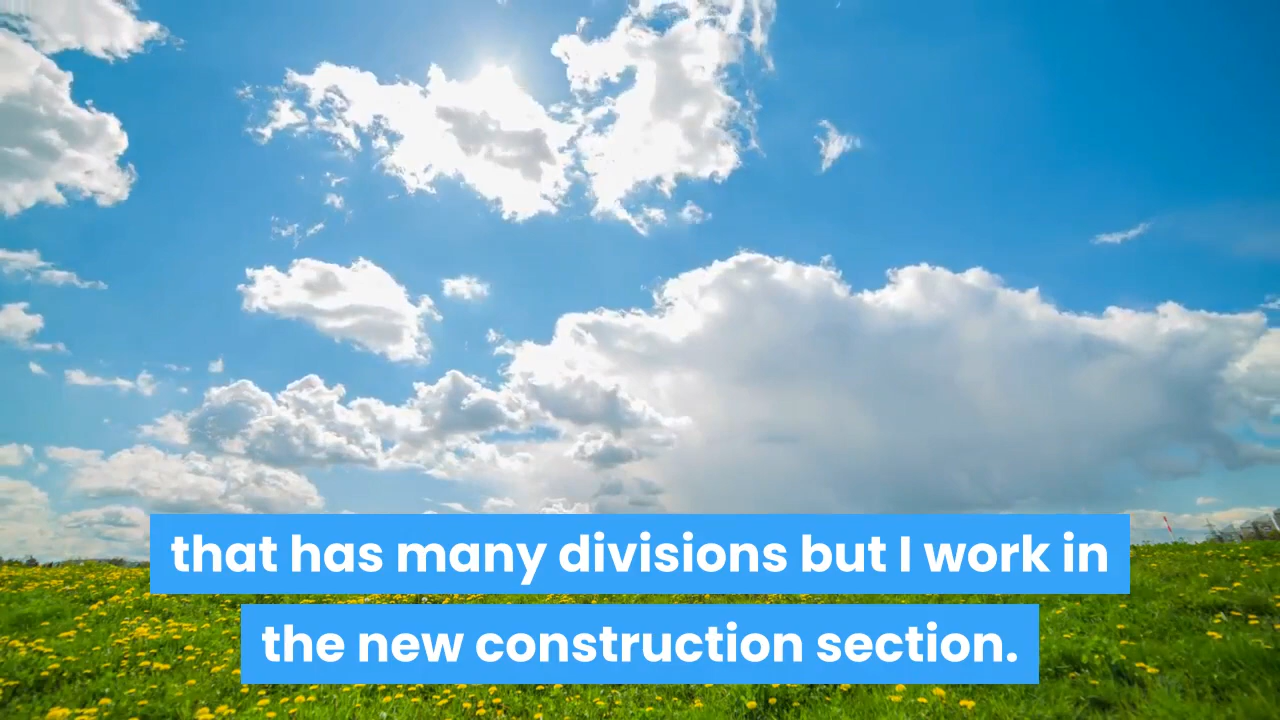 that has many divisions but I work in
the new construction section.